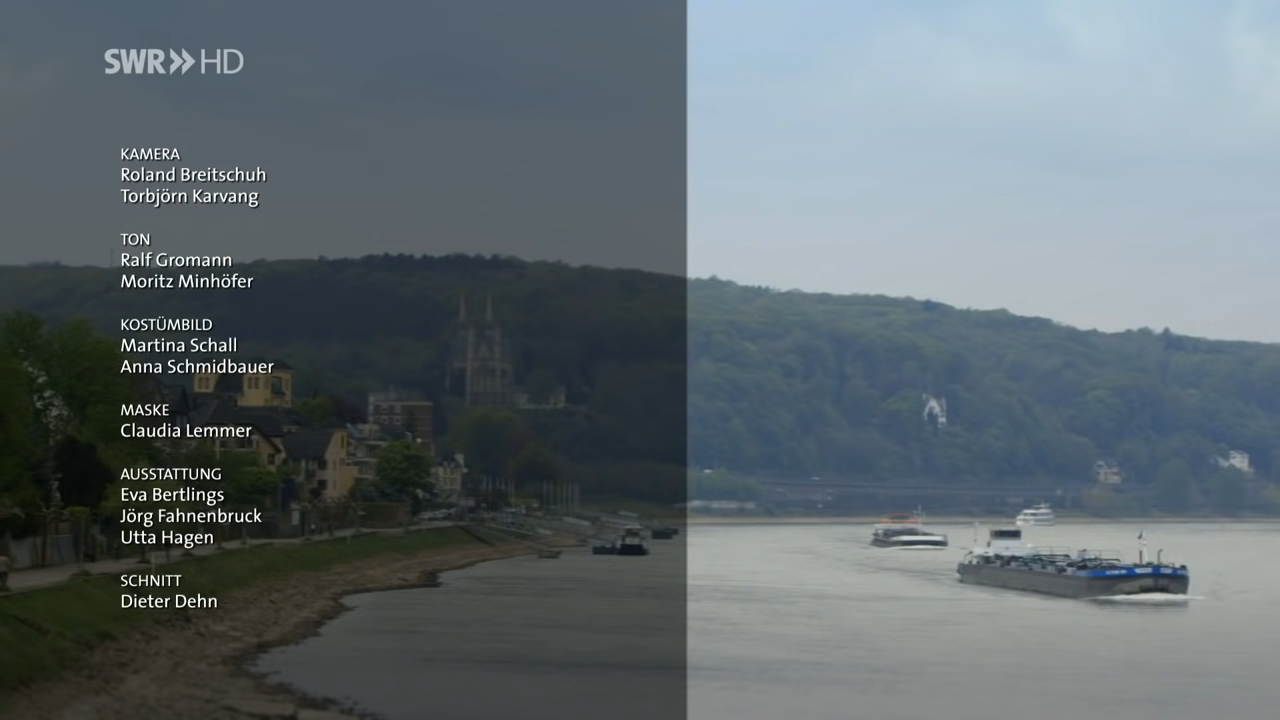 SWR»HD
KAMERA
Roland Breitschuh
Torbjörn Karvang
TON
Ralf Gromann
Moritz Minhöfer
KOSTÜMBILD
Martina Schall
Anna Schmidbauer
MASKE
Claudia Lemmer
AUSSTATTUNG
Eva Bertlings
Jörg Fahnenbruck
Utta Hagen
SCHNITT
Dieter Dehn